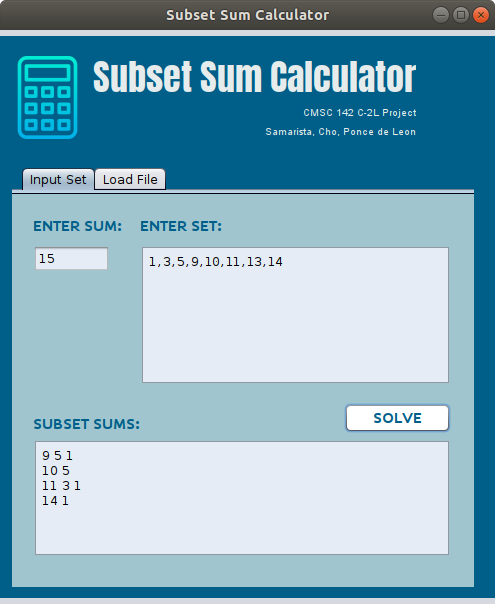 Subset Sum Calculator
Subset Sum Calculator
CMSC 142 C-2L Project
Samarista, Cho, Ponce de Leon
Input Set Load File
ENTER SUM: ENTER SET:
15 1,3,5,9,10,11,13,14
SOLVE
SUBSET SUMS:
9 5 1
10 5
11 3 1
14 1